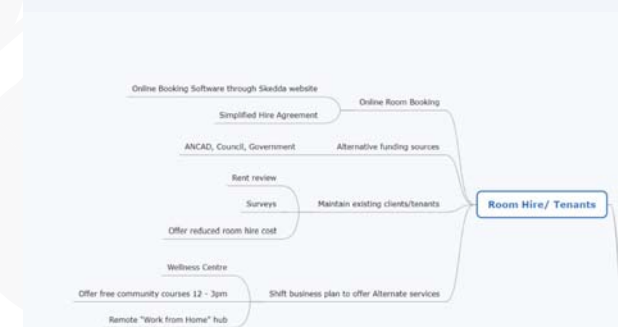 Online Booking Software through Skedda website
Online Room Booking
Simplified Hire Agreement
ANCAD, Council, Government
Alternative funding sources
Rent review
Surveys
Maintain existing clients/tenants
Room Hire/ Tenants
Offer reduced room hire cost
Wellness Centre
Offer free community courses 12 - 3pm
Shift business plan to offer Alternate services
Remote "Work from Home" hub